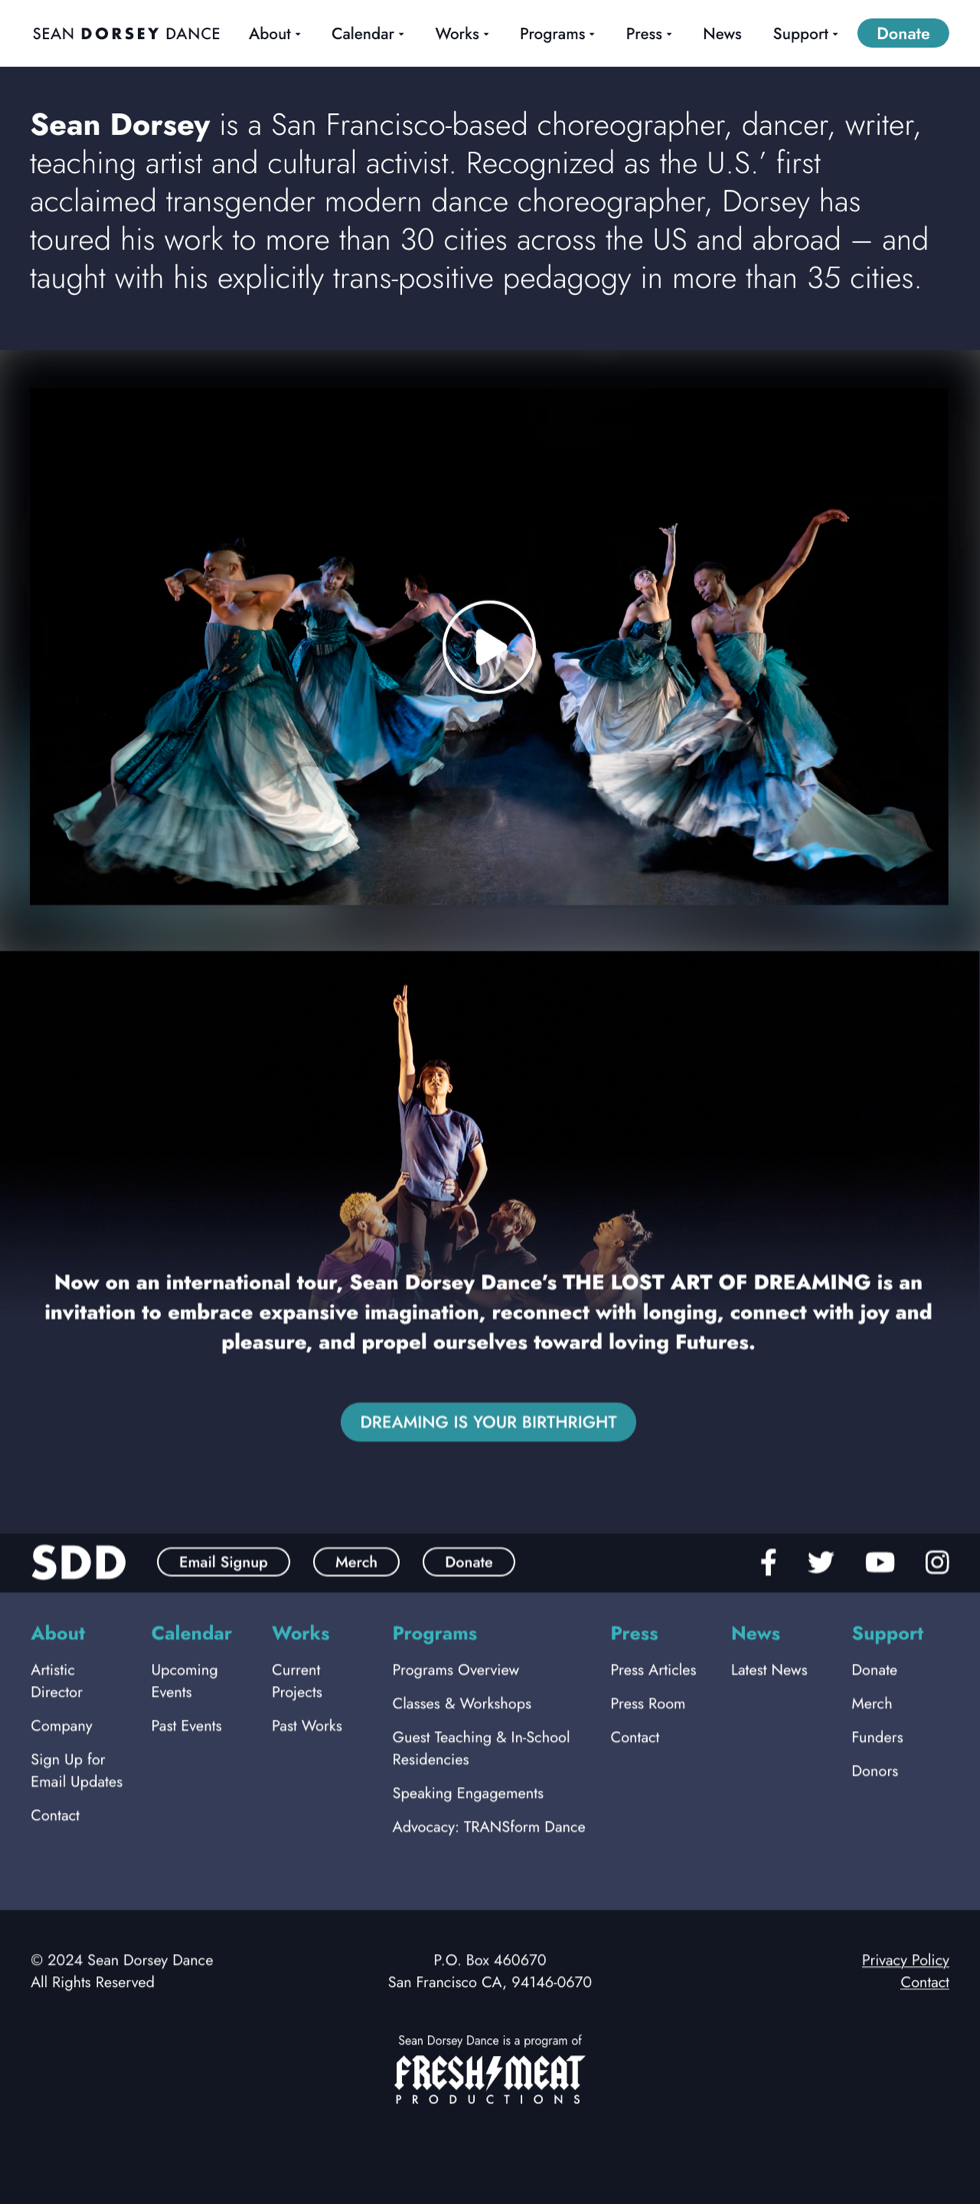 SEAN DORSEY DANCE About Calendar Works Programs Press News Support Donate
Sean Dorsey is a San Francisco-based choreographer, dancer, writer,
teaching artist and cultural activist. Recognized as the U.S.’ first
acclaimed transgender modern dance choreographer, Dorsey has
toured his work to more than 30 cities across the US and abroad – and
taught with his explicitly trans-positive pedagogy in more than 35 cities.
Now on an international tour, Sean Dorsey Dance’s THE LOST ART OF DREAMING is an
invitation to embrace expansive imagination, reconnect with longing, connect with joy and
pleasure, and propel ourselves toward loving Futures.
DREAMING IS YOUR BIRTHRIGHT
SDD Email Signup Merch Donate
About
Artistic
Director
Company
Sign Up for
Email Updates
Contact
Calendar
Upcoming
Events
Past Events
Works
Current
Projects
Past Works
Programs
Programs Overview
Classes & Workshops
Guest Teaching & In-School
Residencies
Speaking Engagements
Advocacy: TRANSform Dance
Press
Press Articles
Press Room
Contact
News
Latest News
Support
Donate
Merch
Funders
Donors
© 2024 Sean Dorsey Dance
All Rights Reserved
P.O. Box 460670
San Francisco CA, 94146-0670
Privacy Policy
Contact
Sean Dorsey Dance is a program of
FRESH MEAT
PRODUCTIONS